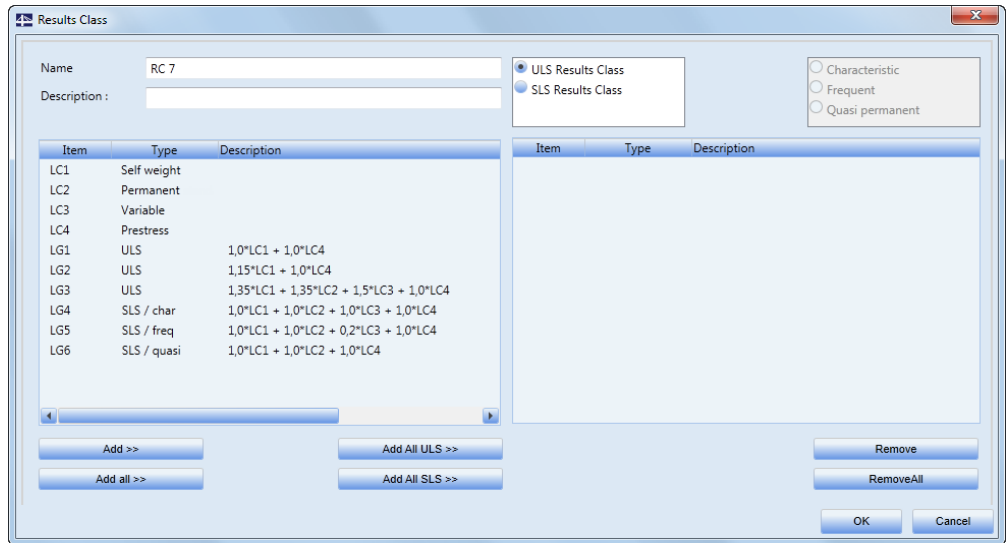 Results Class
Name RC 7
Description :
ULS Results Class
SLS Results Class
Characteristic
Frequent
Quasi permanent
Item Type Description
LC1 Self weight
LC2 Permanent
LC3 Variable
LC4 Prestress
LG1 ULS 1,0*LC1 + 1,0*LC4
LG2 ULS 1,15*LC1 + 1,0*LC4
LG3 ULS 1,35*LC1 + 1,35*LC2 + 1,5*LC3 + 1,0*LC4
LG4 SLS / char 1,0*LC1 + 1,0*LC2 + 1,0*LC3 + 1,0*LC4
LG5 SLS / freq 1,0*LC1 + 1,0*LC2 + 0,2*LC3 + 1,0*LC4
LG6 SLS / quasi 1,0*LC1 + 1,0*LC2 + 1,0*LC4
Item Type Description
Add >> Add All ULS >> Remove
Add all >> Add All SLS >> RemoveAll
OK Cancel